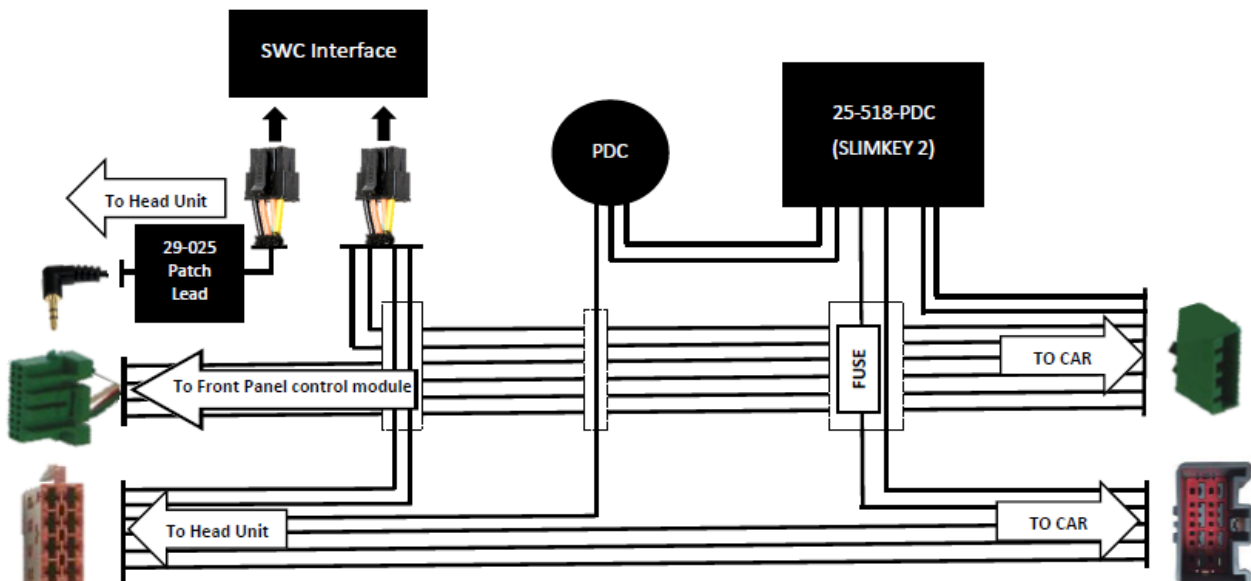 SWC Interface
25-518-PDC
(SLIMKEY 2)
PDC
To Head Unit
29-025
Patch
Lead
FUSE
TO CAR
To Front Panel control module
To Head Unit
TO CAR